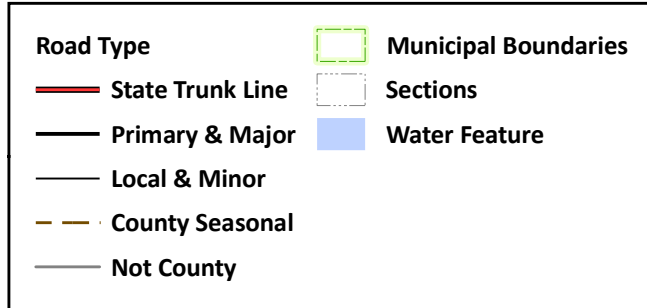 Road Type
State Trunk Line
Primary & Major
Local & Minor
County Seasonal
Not County
Municipal Boundaries
Sections
Water Feature